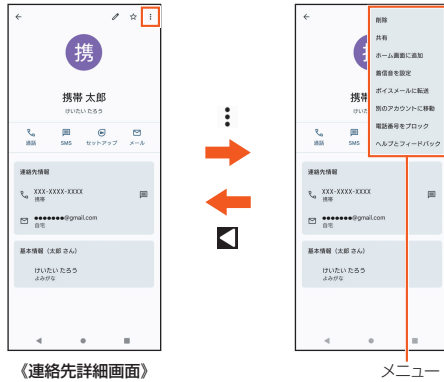 携
携帯 太郎
けいたい たろう
通話 SMS セットアップ メール
連絡先情報
XXX-XXXX-XXXX
携帯
●●●●●●●@gmail.com
自宅
基本情報（太郎 さん）
けいたい たろう
よみがな
《連絡先詳細画面》
削除
共有
ホーム画面に追加
着信音を設定
ボイスメールに転送
別のアカウントに移動
電話番号をブロック
ヘルプとフィードバック
携帯
けいた
通話 SMS
連絡先情報
XXX-XXXX-XXXX
携帯
●●●●●●●@gmail.com
自宅
基本情報（太郎 さん）
けいたい たろう
よみがな
メニュー